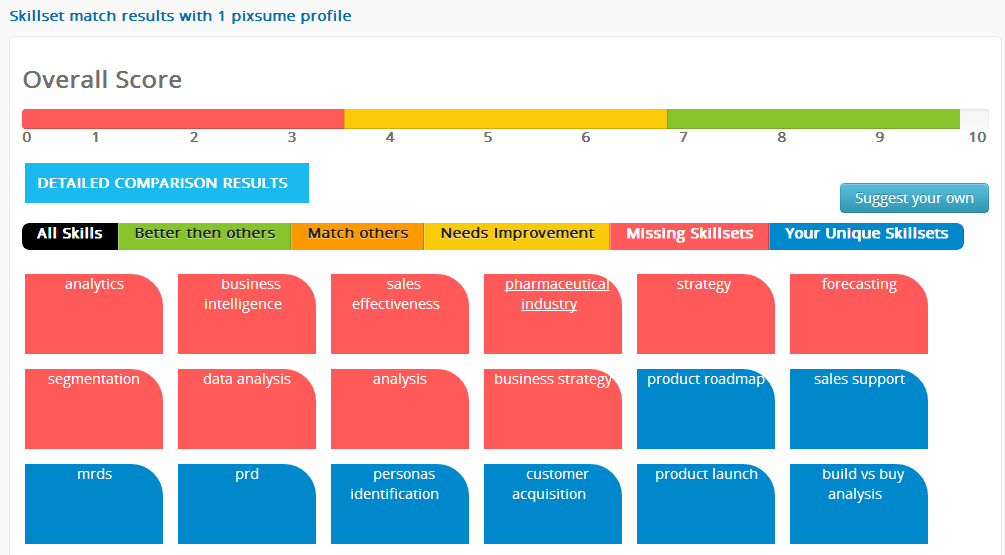 Skillset match results with 1 pixsume profile
Overall Score
0 1 2 3 4 5 6 7 8 9 10
DETAILED COMPARISON RESULTS
Suggest your own
All Skills Better then others Match others Needs Improvement Missing Skillsets Your Unique Skillsets
analytics
business
intelligence
sales
effectiveness
pharmaceutical
industry
strategy
forecasting
segmentation
data analysis
analysis
business strategy
product roadmap
sales support
mrds
prd
personas
identification
customer
acquisition
product launch
build vs buy
analysis